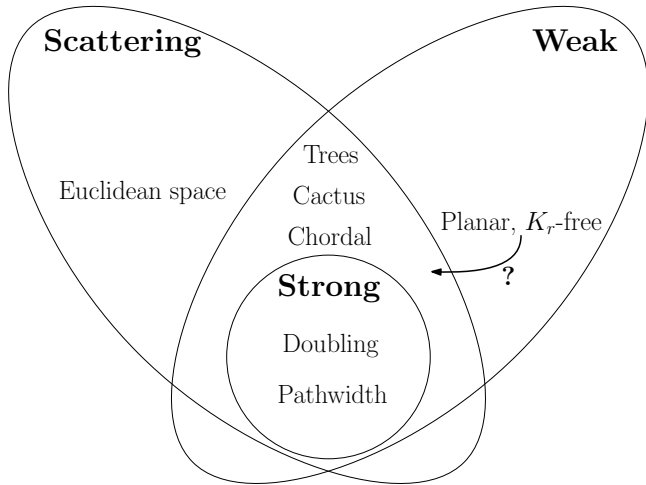 Scattering
Weak
Trees
Euclidean space
Cactus
Planar, $K_r$-free
Chordal
?
Strong
Doubling
Pathwidth